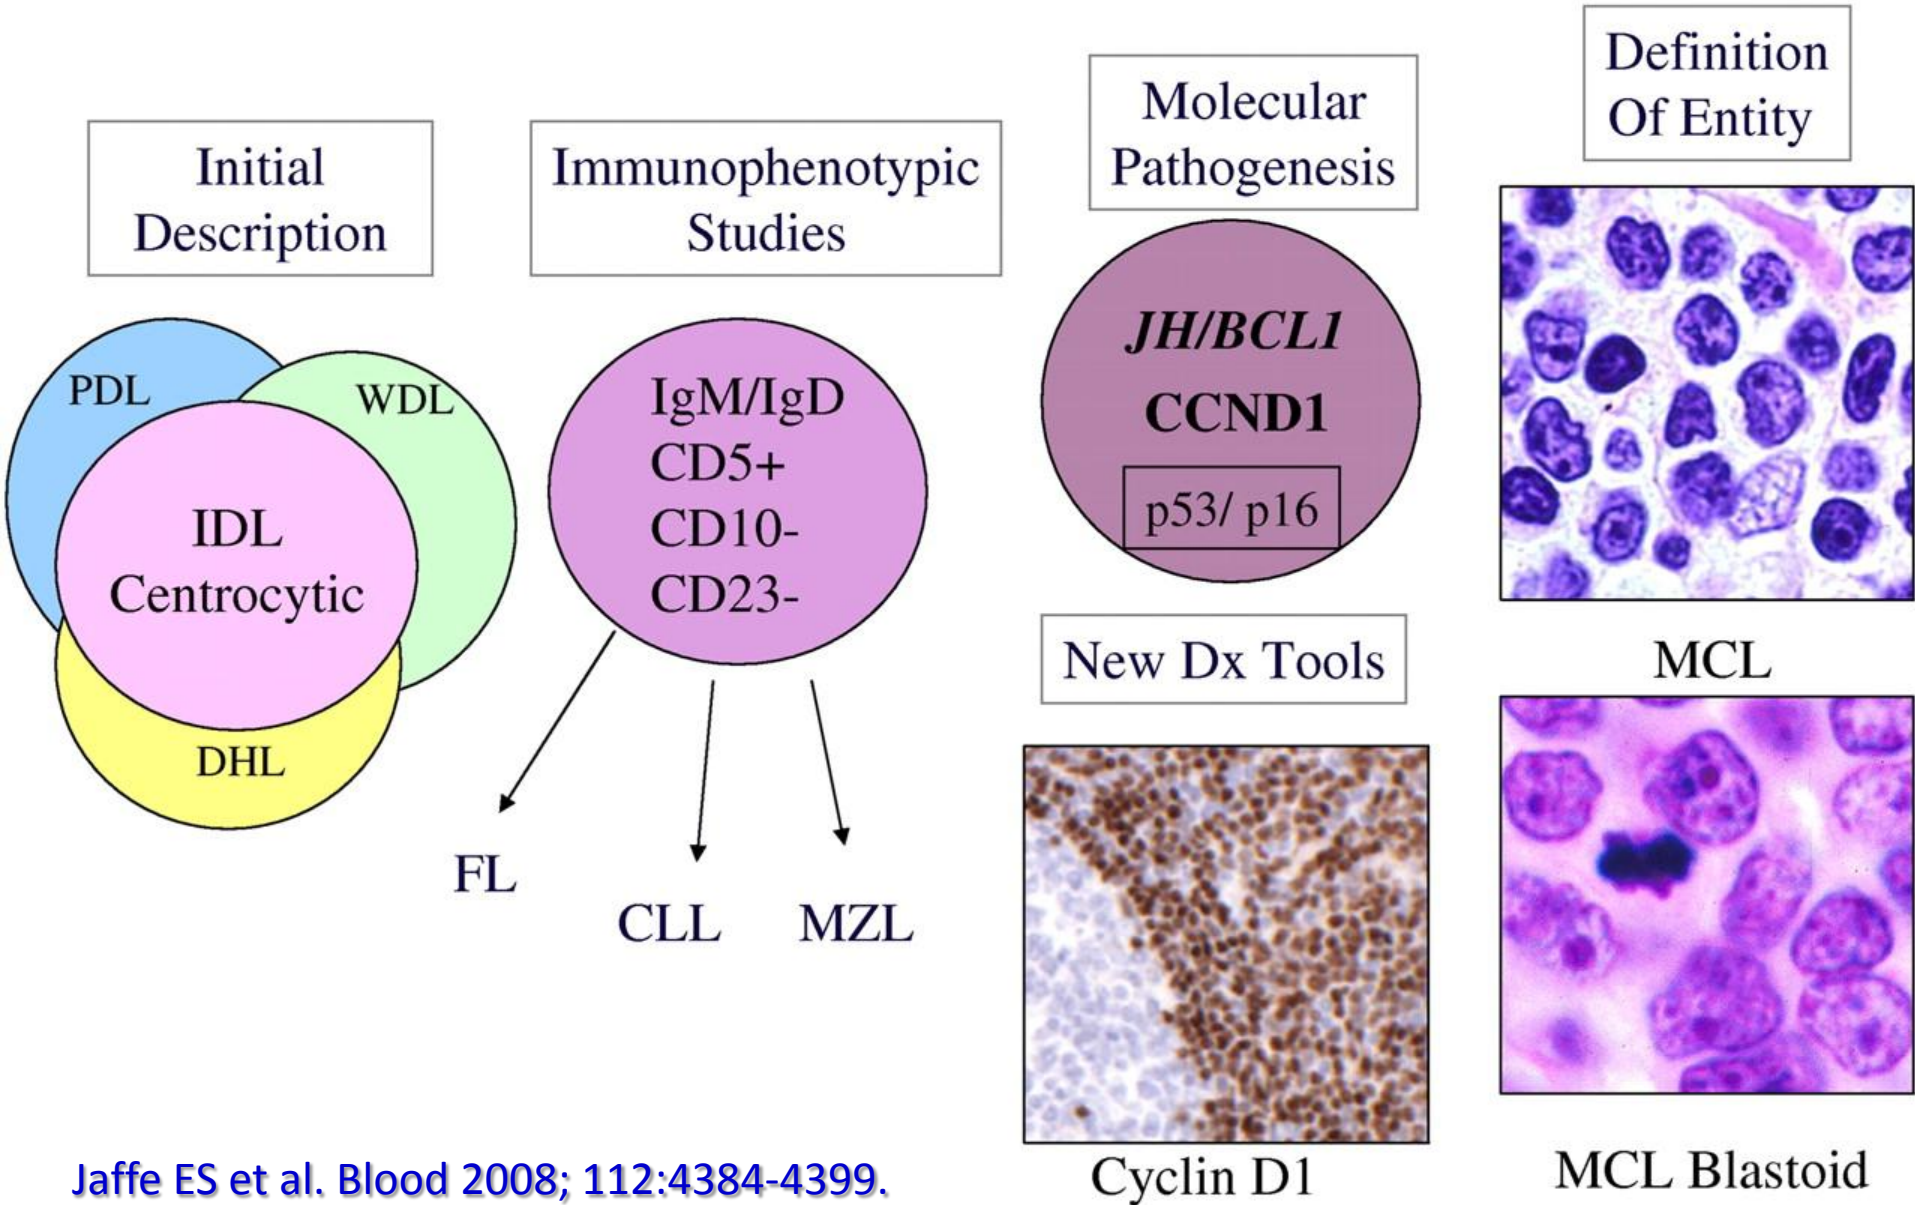 Initial
Description
PDL
WDL
IDL
Centrocytic
DHL
Immunophenotypic
Studies
IgM/IgD
CD5+
CD10-
CD23-
FL
CLL
MZL
Molecular
Pathogenesis
JH/BCL1
CCND1
p53/ p16
New Dx Tools
Cyclin D1
Definition
Of Entity
MCL
MCL Blastoid
Jaffe ES et al. Blood 2008; 112:4384-4399.